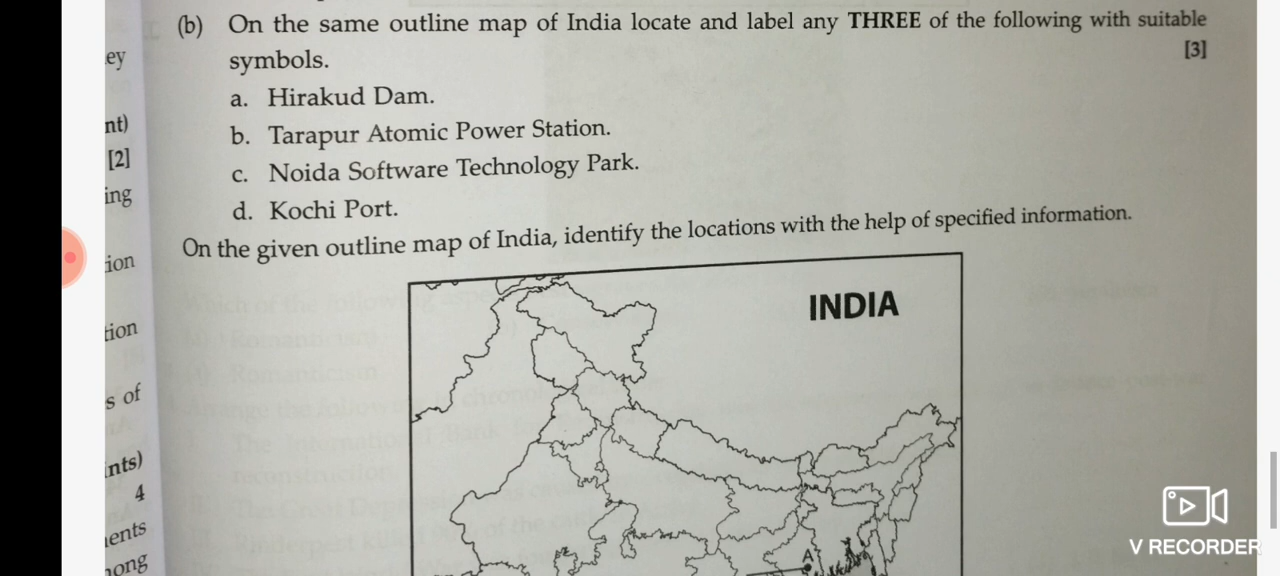 (b) On the same outline map of India locate and label any THREE of the following with suitable
symbols. [3]
a. Hirakud Dam.
b. Tarapur Atomic Power Station.
c. Noida Software Technology Park.
d. Kochi Port.
On the given outline map of India, identify the locations with the help of specified information.
INDIA
A
ey
nt)
[2]
ing
ion
tion
s of
nts)
4
ents
ong
V RECORDER